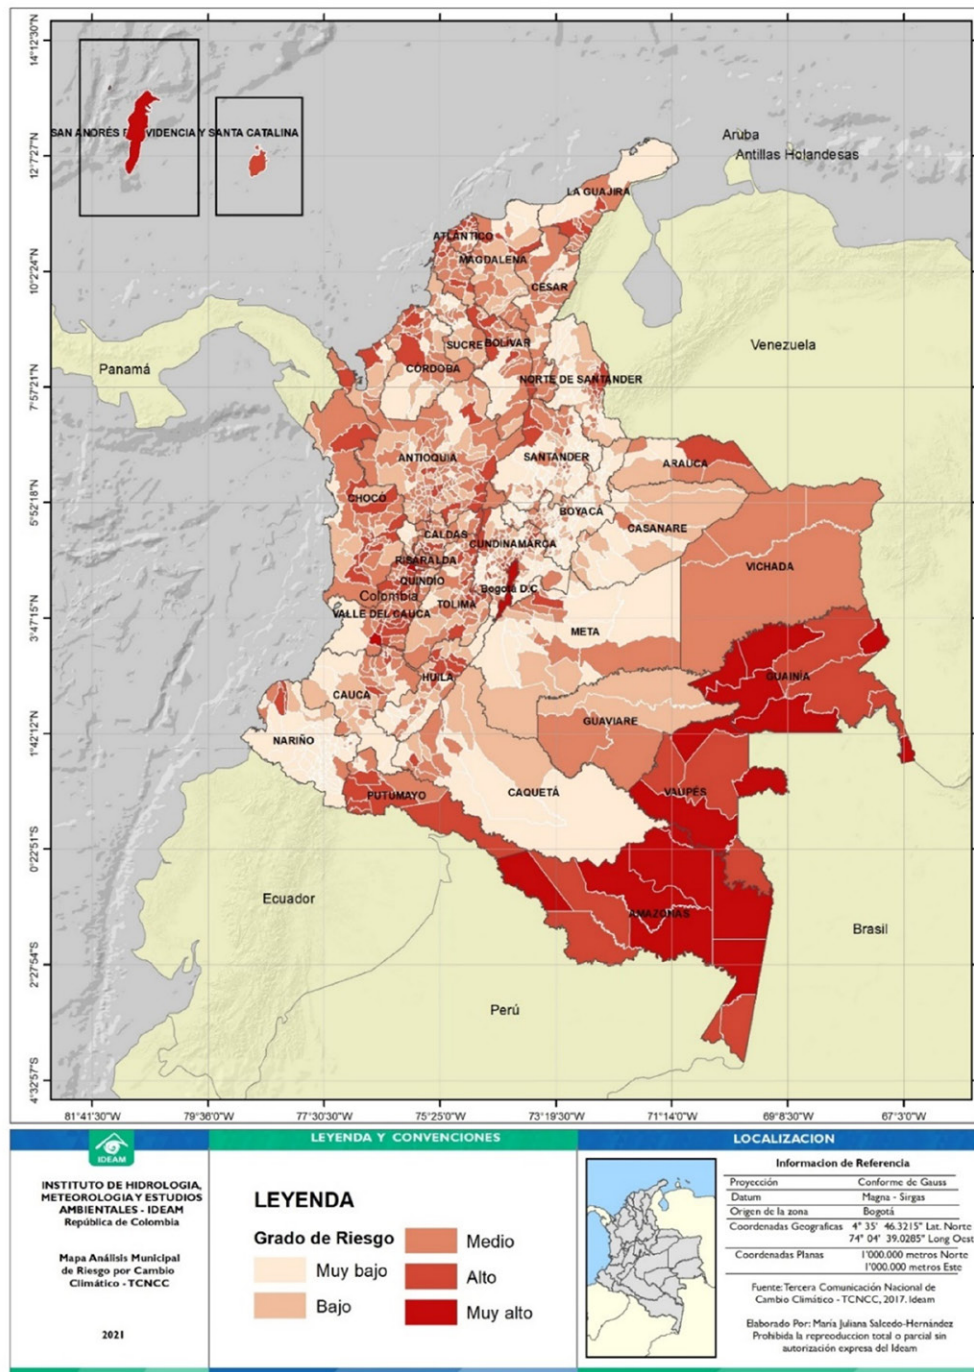 14°12'30"N
12°7'27"N
10°2'24"N
7°57'21"N
5°52'18"N
3°47'15"N
1°42'12"N
0°22'51"S
2°27'54"S
4°32'57"S
SAN ANDRÉS P VIDENCIA Y SANTA CATALINA
Aruba
Antillas Holandesas
LA GUAJIRA
ATLÁNTICO
MAGDALENA
CESAR
SUCRE
BOLÍVAR
Venezuela
Panamá
CÓRDOBA
NORTE DE SANTANDER
ANTIOQUIA
SANTANDER
ARAUCA
CHOCÓ
BOYACÁ
CASANARE
CALDAS
CUNDINAMARCA
RISARALDA
VICHADA
QUINDÍO
Bogotá D.C
Colombia
TOLIMA
VALLE DEL CAUCA
META
HUILA
GUAINÍA
CAUCA
GUAVIARE
NARIÑO
CAQUETÁ
VAUPÉS
PUTUMAYO
Ecuador
AMAZONAS
Brasil
Perú
81°41'30"W
79°36'0"W
77°30'30"W
75°25'0"W
73°19'30"W
71°14'0"W
69°8'30"W
67°3'0"W
IDEAM
INSTITUTO DE HIDROLOGIA,
METEOROLOGIA Y ESTUDIOS
AMBIENTALES - IDEAM
República de Colombia
Mapa Análisis Municipal
de Riesgo por Cambio
Climático - TCNCC
2021
LEYENDA Y CONVENCIONES
LEYENDA
Grado de Riesgo
Muy bajo
Bajo
Medio
Alto
Muy alto
LOCALIZACION
Informacion de Referencia
Proyección Conforme de Gauss
Datum Magna - Sirgas
Origen de la zona Bogotá
Coordenadas Geograficas 4° 35' 46.3215" Lat. Norte
74° 04' 39.0285" Long Oest
Coordenadas Planas 1'000.000 metros Norte
1'000.000 metros Este
Fuente: Tercera Comunicación Nacional de
Cambio Climático - TCNCC, 2017. Ideam
Elaborado Por: María Juliana Salcedo-Hernández
Prohibida la repreoduccion total o parcial sin
autorización expresa del Ideam